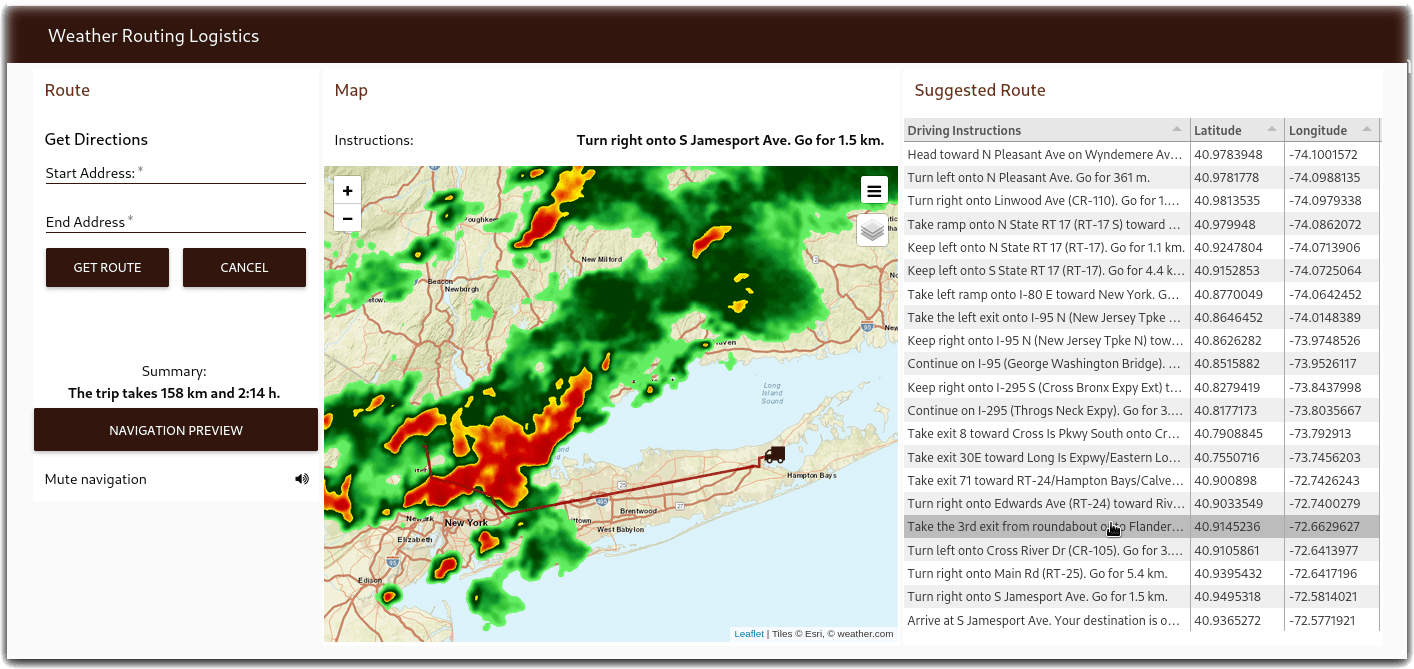 Weather Routing Logistics
Route
Get Directions
Start Address: *
End Address *
GET ROUTE
CANCEL
Summary:
The trip takes 158 km and 2:14 h.
NAVIGATION PREVIEW
Mute navigation
Map
Instructions:
Turn right onto S Jamesport Ave. Go for 1.5 km.
+
−
Poughke
New Milford
Beacon
Newburgh
etow.
aven
Long
Island
Sound
Hampton Bays
25
495
27
Brentwood
West Babylon
Newark
New York
Elizabeth
Edison
95
Leaflet | Tiles © Esri, © weather.com
Suggested Route
Driving Instructions Latitude Longitude
Head toward N Pleasant Ave on Wyndemere Av... 40.9783948 -74.1001572
Turn left onto N Pleasant Ave. Go for 361 m. 40.9781778 -74.0988135
Turn right onto Linwood Ave (CR-110). Go for 1.... 40.9813535 -74.0979338
Take ramp onto N State RT 17 (RT-17 S) toward ... 40.979948 -74.0862072
Keep left onto N State RT 17 (RT-17). Go for 1.1 km. 40.9247804 -74.0713906
Keep left onto S State RT 17 (RT-17). Go for 4.4 k... 40.9152853 -74.0725064
Take left ramp onto I-80 E toward New York. G... 40.8770049 -74.0642452
Take the left exit onto I-95 N (New Jersey Tpke ... 40.8646452 -74.0148389
Keep right onto I-95 N (New Jersey Tpke N) tow... 40.8626282 -73.9748526
Continue on I-95 (George Washington Bridge). ... 40.8515882 -73.9526117
Keep right onto I-295 S (Cross Bronx Expy Ext) t... 40.8279419 -73.8437998
Continue on I-295 (Throgs Neck Expy). Go for 3.... 40.8177173 -73.8035667
Take exit 8 toward Cross Is Pkwy South onto Cr... 40.7908845 -73.792913
Take exit 30E toward Long Is Expwy/Eastern Lo... 40.7550716 -73.7456203
Take exit 71 toward RT-24/Hampton Bays/Calve... 40.900898 -72.7426243
Turn right onto Edwards Ave (RT-24) toward Riv... 40.9033549 -72.7400279
Take the 3rd exit from roundabout onto Flander... 40.9145236 -72.6629627
Turn left onto Cross River Dr (CR-105). Go for 3.... 40.9105861 -72.6413977
Turn right onto Main Rd (RT-25). Go for 5.4 km. 40.9395432 -72.6417196
Turn right onto S Jamesport Ave. Go for 1.5 km. 40.9495318 -72.5814021
Arrive at S Jamesport Ave. Your destination is o... 40.9365272 -72.5771921